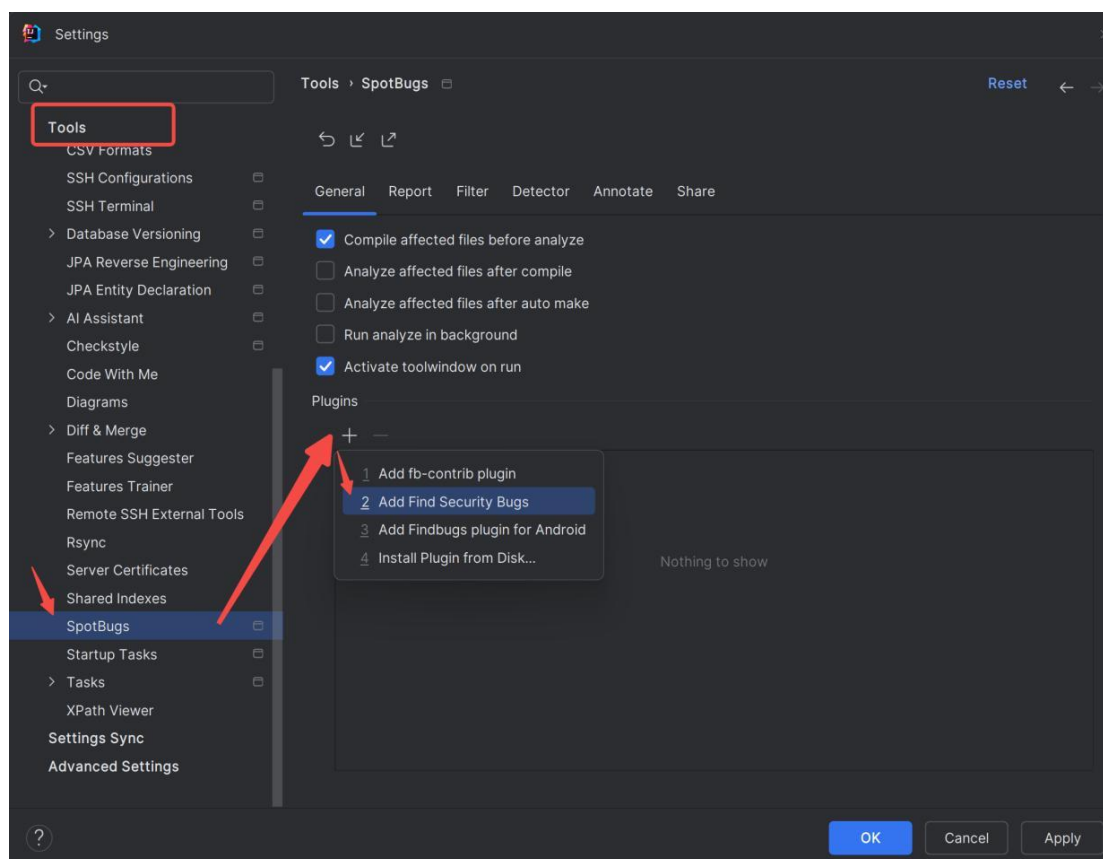 Settings
Tools › SpotBugs
Reset
Tools
CSV Formats
SSH Configurations
SSH Terminal
Database Versioning
JPA Reverse Engineering
JPA Entity Declaration
AI Assistant
Checkstyle
Code With Me
Diagrams
Diff & Merge
Features Suggester
Features Trainer
Remote SSH External Tools
Rsync
Server Certificates
Shared Indexes
SpotBugs
Startup Tasks
Tasks
XPath Viewer
Settings Sync
Advanced Settings
General Report Filter Detector Annotate Share
Compile affected files before analyze
Analyze affected files after compile
Analyze affected files after auto make
Run analyze in background
Activate toolwindow on run
Plugins
1 Add fb-contrib plugin
2 Add Find Security Bugs
3 Add Findbugs plugin for Android
4 Install Plugin from Disk...
Nothing to show
?
OK Cancel Apply